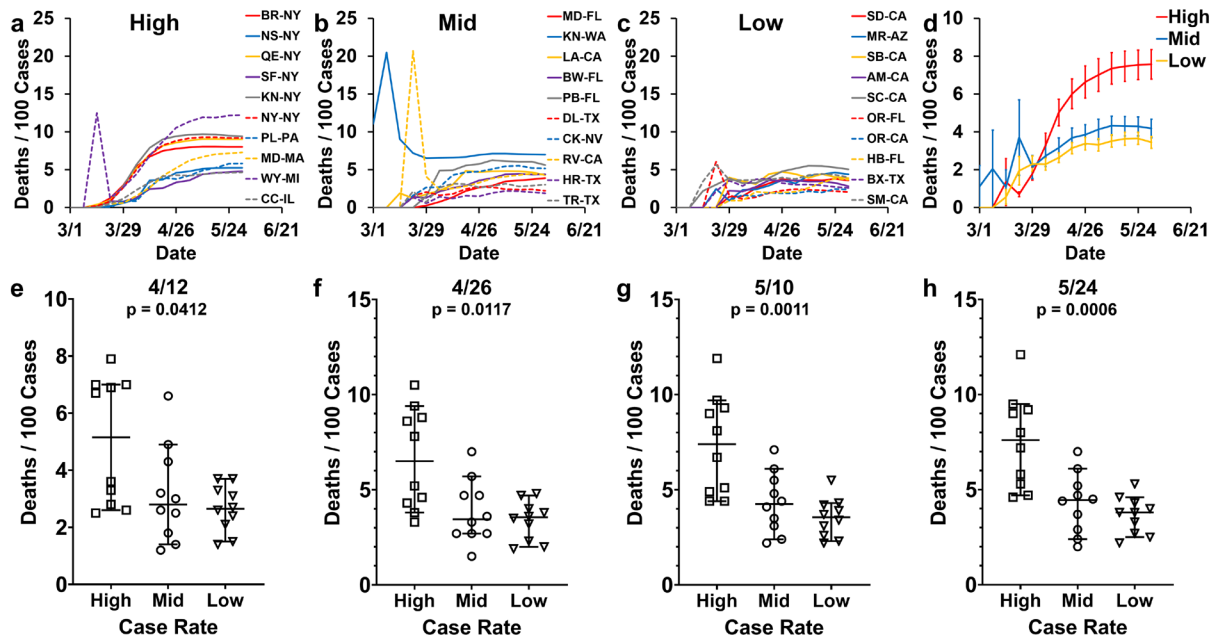 a
High
Deaths / 100 Cases
25
20
15
10
5
0
3/1 3/29 4/26 5/24 6/21
Date
BR-NY
NS-NY
QE-NY
SF-NY
KN-NY
NY-NY
PL-PA
MD-MA
WY-MI
CC-IL
b
Mid
Deaths / 100 Cases
25
20
15
10
5
0
3/1 3/29 4/26 5/24 6/21
Date
MD-FL
KN-WA
LA-CA
BW-FL
PB-FL
DL-TX
CK-NV
RV-CA
HR-TX
TR-TX
c
Low
Deaths / 100 Cases
25
20
15
10
5
0
3/1 3/29 4/26 5/24 6/21
Date
SD-CA
MR-AZ
SB-CA
AM-CA
SC-CA
OR-FL
OR-CA
HB-FL
BX-TX
SM-CA
d
Deaths / 100 Cases
10
8
6
4
2
0
3/1 3/29 4/26 5/24 6/21
Date
High
Mid
Low
e
4/12
p = 0.0412
Deaths / 100 Cases
10
8
6
4
2
0
High Mid Low
Case Rate
f
4/26
p = 0.0117
Deaths / 100 Cases
15
10
5
0
High Mid Low
Case Rate
g
5/10
p = 0.0011
Deaths / 100 Cases
15
10
5
0
High Mid Low
Case Rate
h
5/24
p = 0.0006
Deaths / 100 Cases
15
10
5
0
High Mid Low
Case Rate